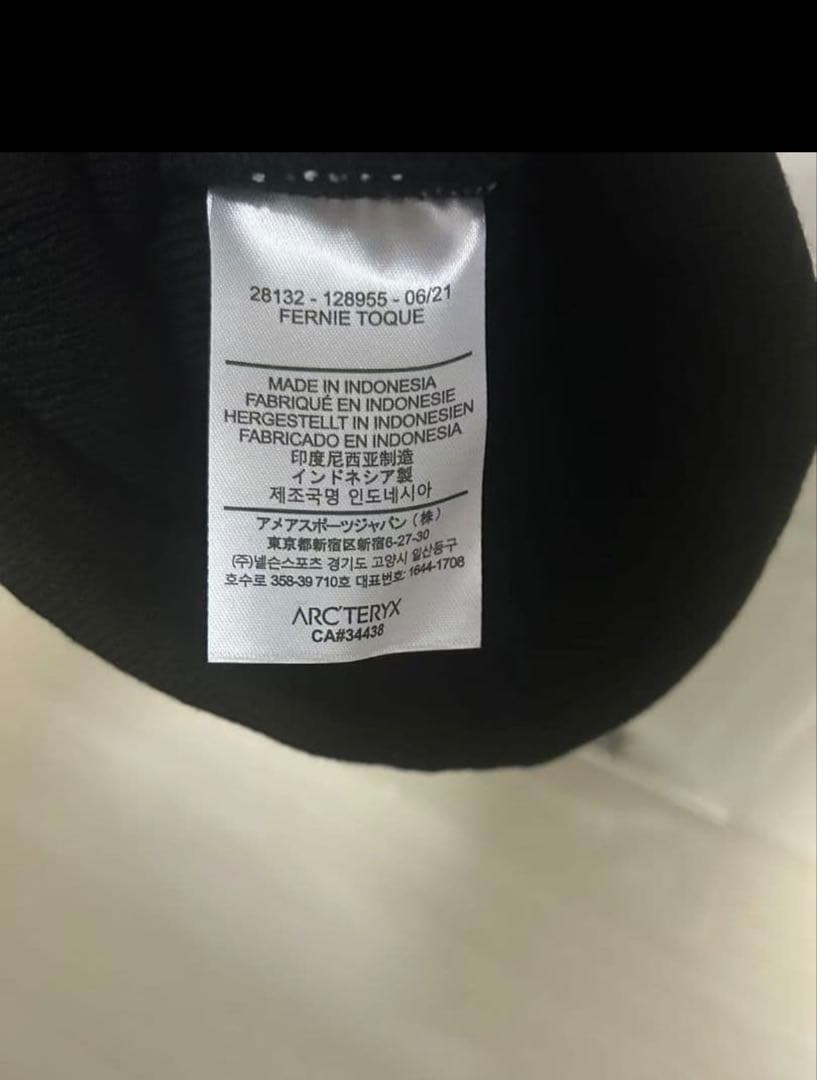 28132 - 128955 - 06/21
FERNIE TOQUE
MADE IN INDONESIA
FABRIQUÉ EN INDONESIE
HERGESTELLT IN INDONESIEN
FABRICADO EN INDONESIA
印度尼西亚制造
インドネシア製
제조국명 인도네시아
アメアスポーツジャパン（株）
東京都新宿区新宿6-27-30
(주)넬슨스포츠 경기도 고양시 일산동구
호수로 358-39 710호 대표번호: 1644-1708
ARC'TERYX
CA#34438